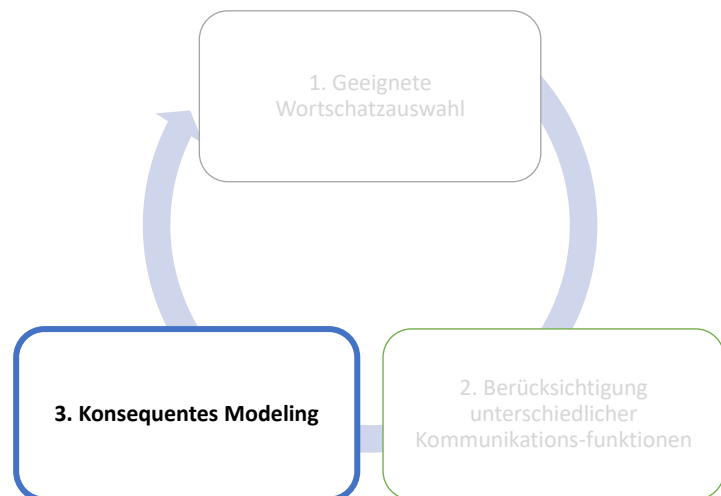 1. Geeignete
Wortschatzauswahl
3. Konsequentes Modeling
2. Berücksichtigung
unterschiedlicher
Kommunikations-funktionen